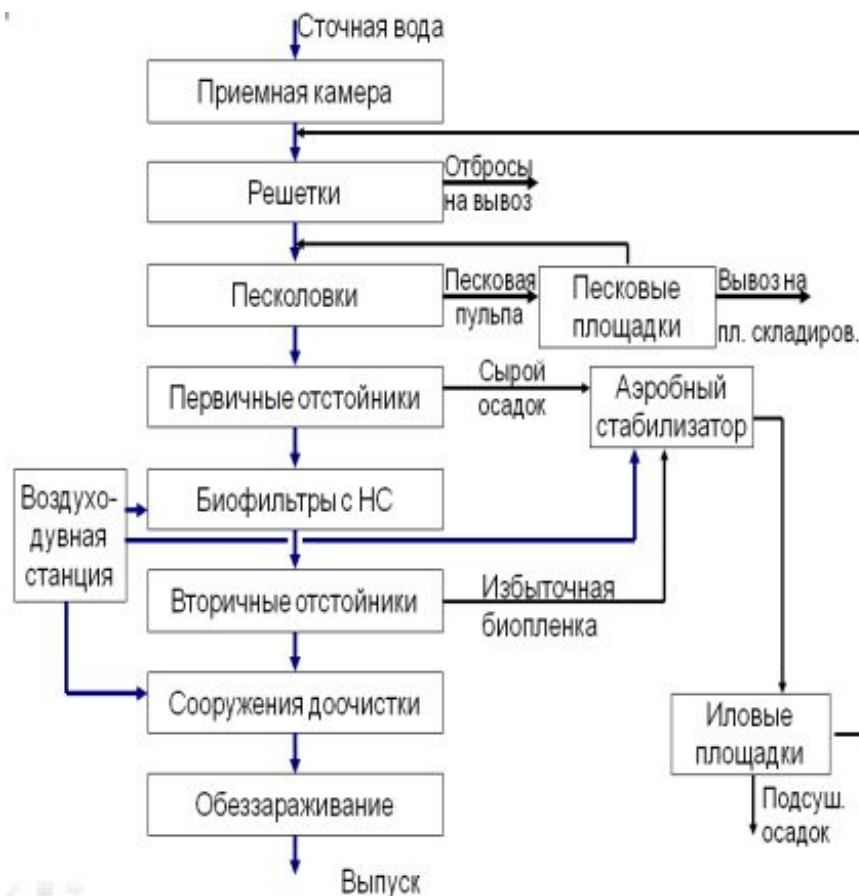 Сточная вода
Приемная камера
Решетки
Отбросы
на вывоз
Песколовки
Песковая
пульпа
Песковые
площадки
Вывоз на
пл. складиров.
Первичные отстойники
Сырой
осадок
Аэробный
стабилизатор
Воздухо-
дувная
станция
Биофильтры с НС
Вторичные отстойники
Избыточная
биопленка
Сооружения доочистки
Иловые
площадки
Обеззараживание
Подсуш.
осадок
Выпуск